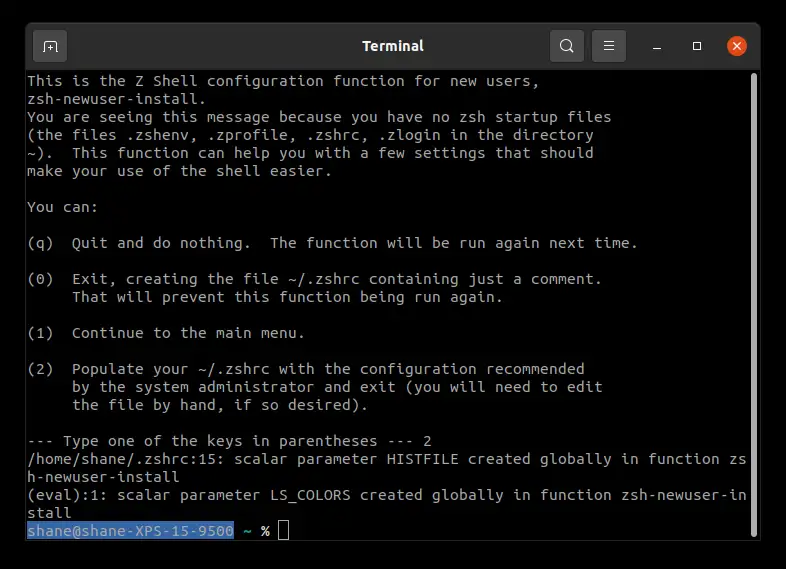 Terminal
This is the Z Shell configuration function for new users,
zsh-newuser-install.
You are seeing this message because you have no zsh startup files
(the files .zshenv, .zprofile, .zshrc, .zlogin in the directory
~).  This function can help you with a few settings that should
make your use of the shell easier.
You can:
(q)  Quit and do nothing.  The function will be run again next time.
(0)  Exit, creating the file ~/.zshrc containing just a comment.
     That will prevent this function being run again.
(1)  Continue to the main menu.
(2)  Populate your ~/.zshrc with the configuration recommended
     by the system administrator and exit (you will need to edit
     the file by hand, if so desired).
--- Type one of the keys in parentheses --- 2
/home/shane/.zshrc:15: scalar parameter HISTFILE created globally in function zs
h-newuser-install
(eval):1: scalar parameter LS_COLORS created globally in function zsh-newuser-in
stall
shane@shane-XPS-15-9500 ~ %